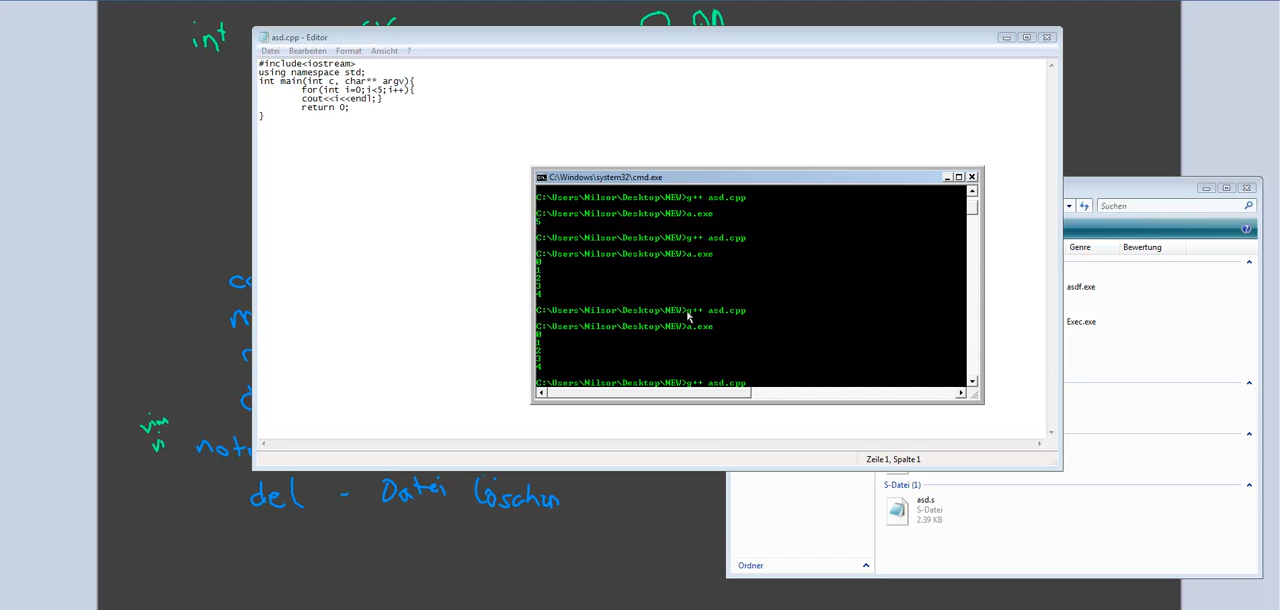 int
asd.cpp - Editor
Datei Bearbeiten Format Ansicht ?
#include<iostream>
using namespace std;
int main(int c, char** argv){
for(int i=0;i<5;i++){
cout<<i<<endl;}
return 0;
}
C:\Windows\system32\cmd.exe
C:\Users\Nilsor\Desktop\NEW>g++ asd.cpp
C:\Users\Nilsor\Desktop\NEW>a.exe
5
C:\Users\Nilsor\Desktop\NEW>g++ asd.cpp
C:\Users\Nilsor\Desktop\NEW>a.exe
0
1
2
3
4
C:\Users\Nilsor\Desktop\NEW>g++ asd.cpp
C:\Users\Nilsor\Desktop\NEW>a.exe
0
1
2
3
4
C:\Users\Nilsor\Desktop\NEW>g++ asd.cpp
Suchen
Genre Bewertung
asdf.exe
Exec.exe
vim
vi
Zeile 1, Spalte 1
del - Datei löschen
S-Datei (1)
asd.s
S-Datei
2.39 KB
Ordner